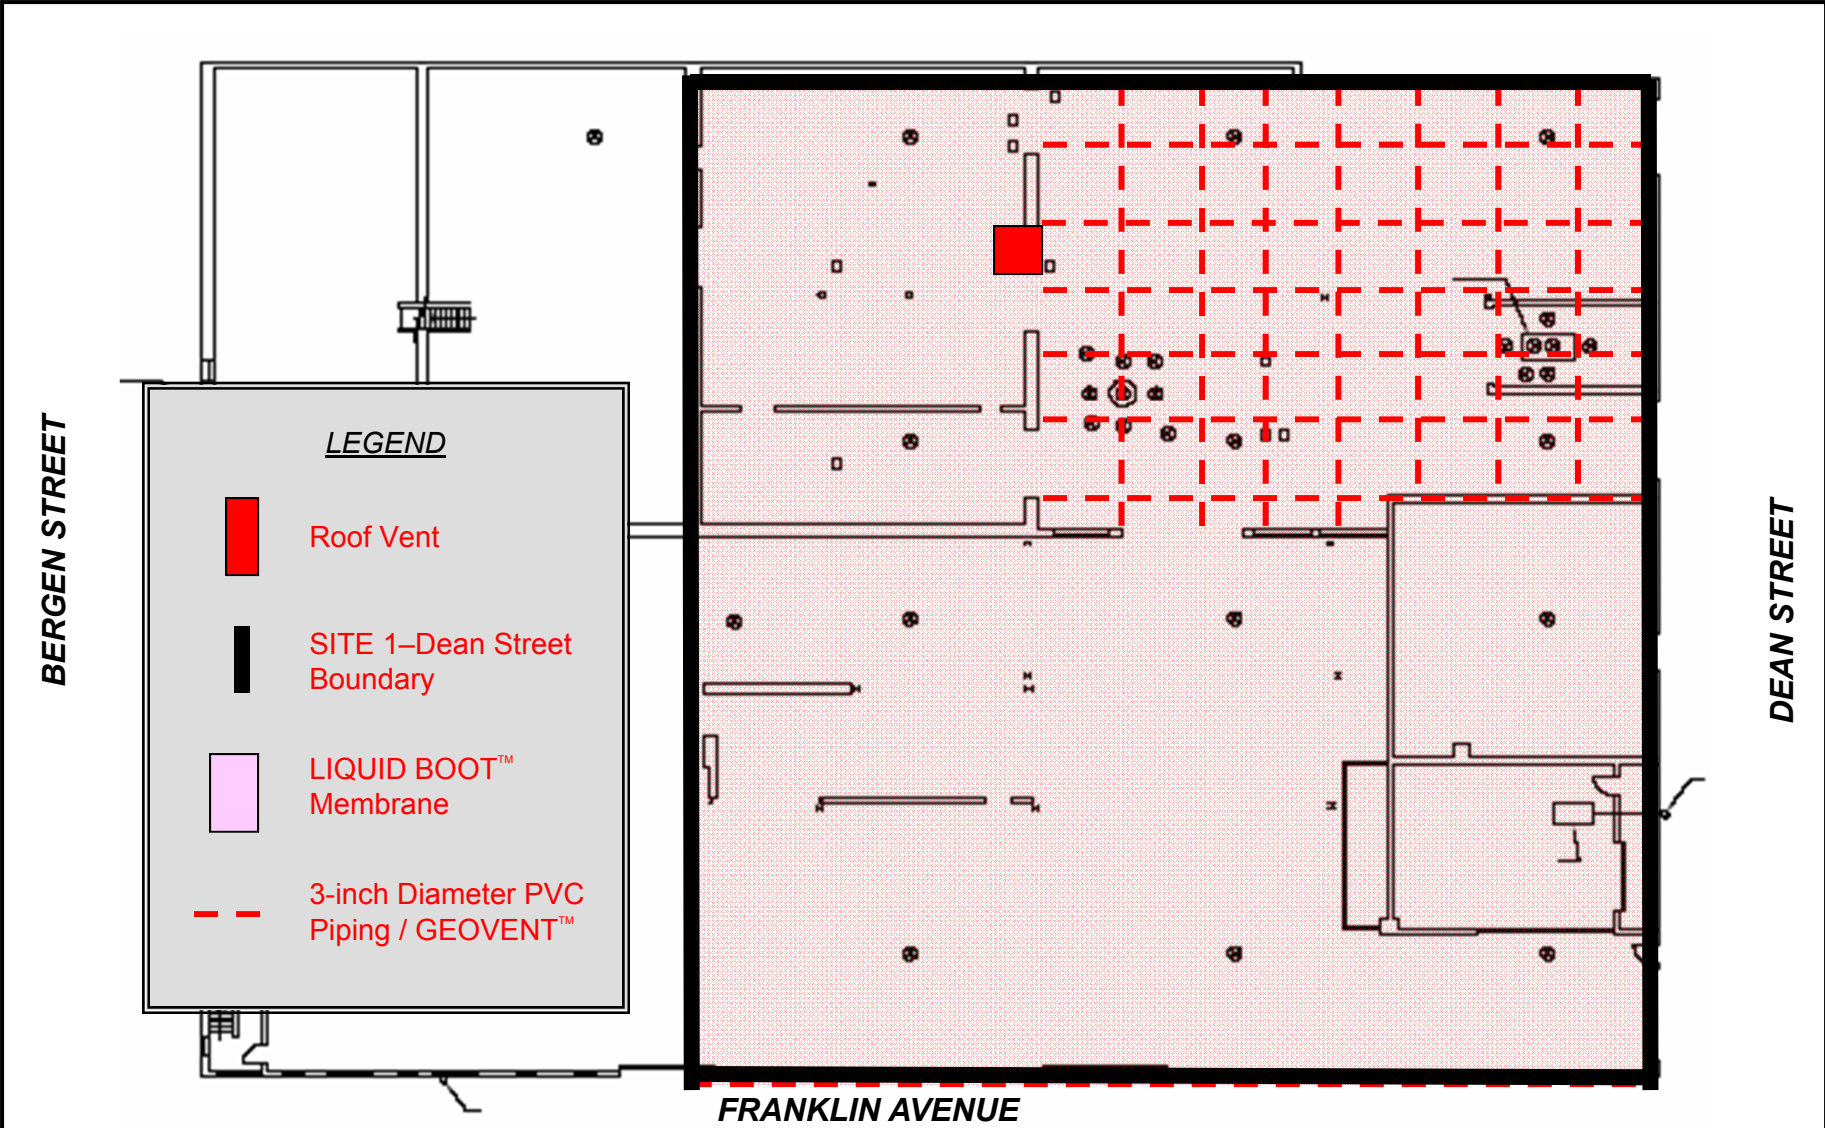 BERGEN STREET
LEGEND
Roof Vent
SITE 1–Dean Street
Boundary
LIQUID BOOT™
Membrane
3-inch Diameter PVC
Piping / GEOVENT™
DEAN STREET
FRANKLIN AVENUE